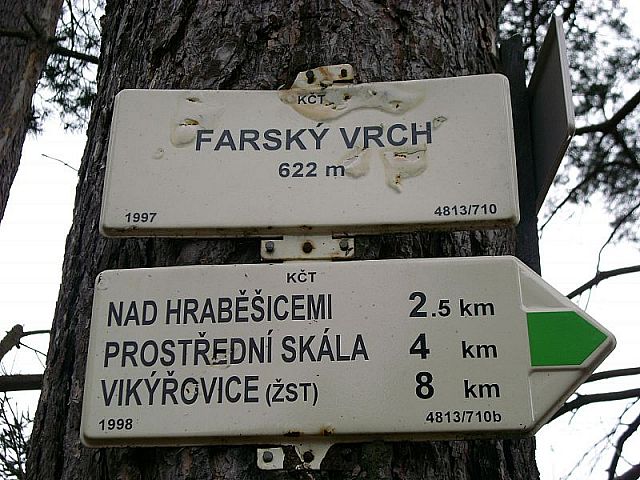 KČT
FARSKÝ VRCH
622 m
1997 4813/710
KČT
NAD HRABĚŠICEMI 2.5 km
PROSTŘEDNÍ SKÁLA 4 km
VIKÝŘOVICE (ŽST) 8 km
1998 4813/710b